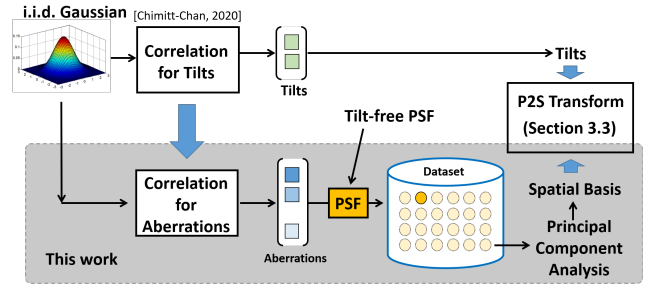 i.i.d. Gaussian
[Chimitt-Chan, 2020]
Correlation
for Tilts
Tilts
Tilts
P2S Transform
(Section 3.3)
Tilt-free PSF
Correlation
for
Aberrations
Aberrations
PSF
Dataset
Spatial Basis
Principal
Component
Analysis
This work